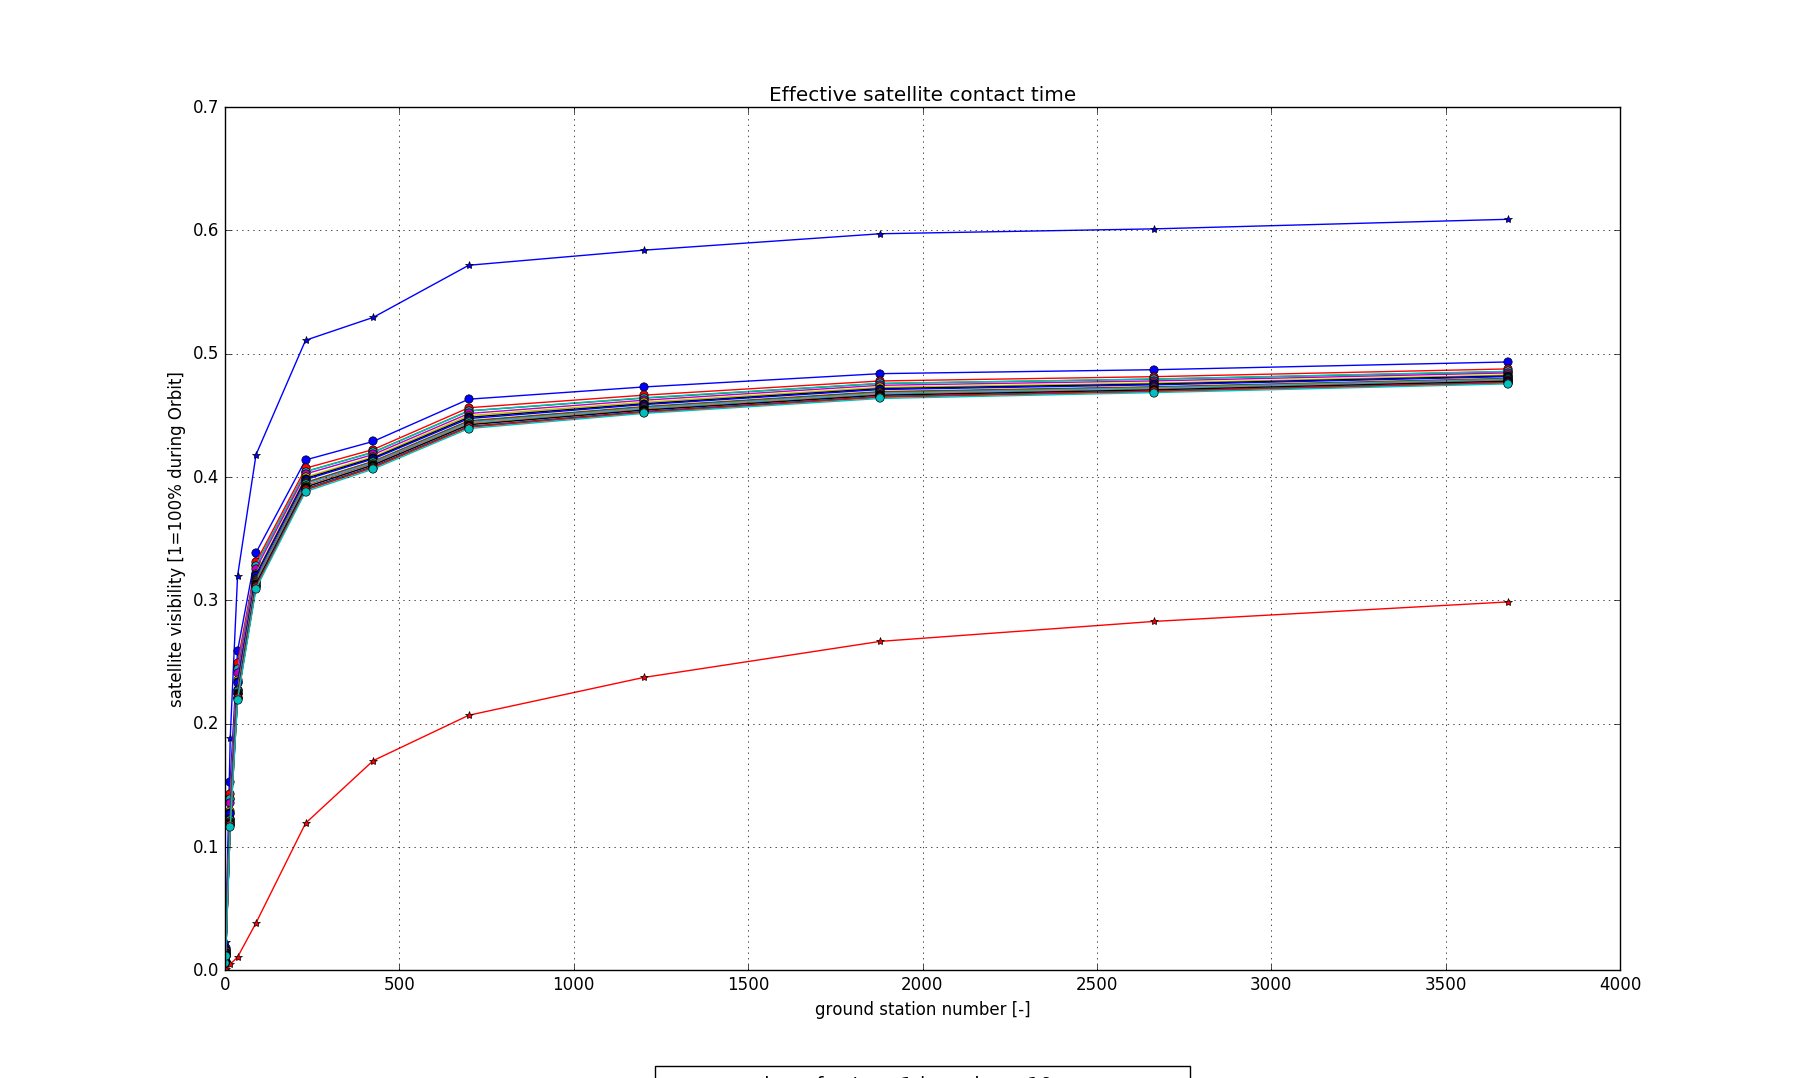 Effective satellite contact time
0.7
0.6
0.5
0.4
0.3
0.2
0.1
0.0
satellite visibility [1=100% during Orbit]
0 500 1000 1500 2000 2500 3000 3500 4000
ground station number [-]